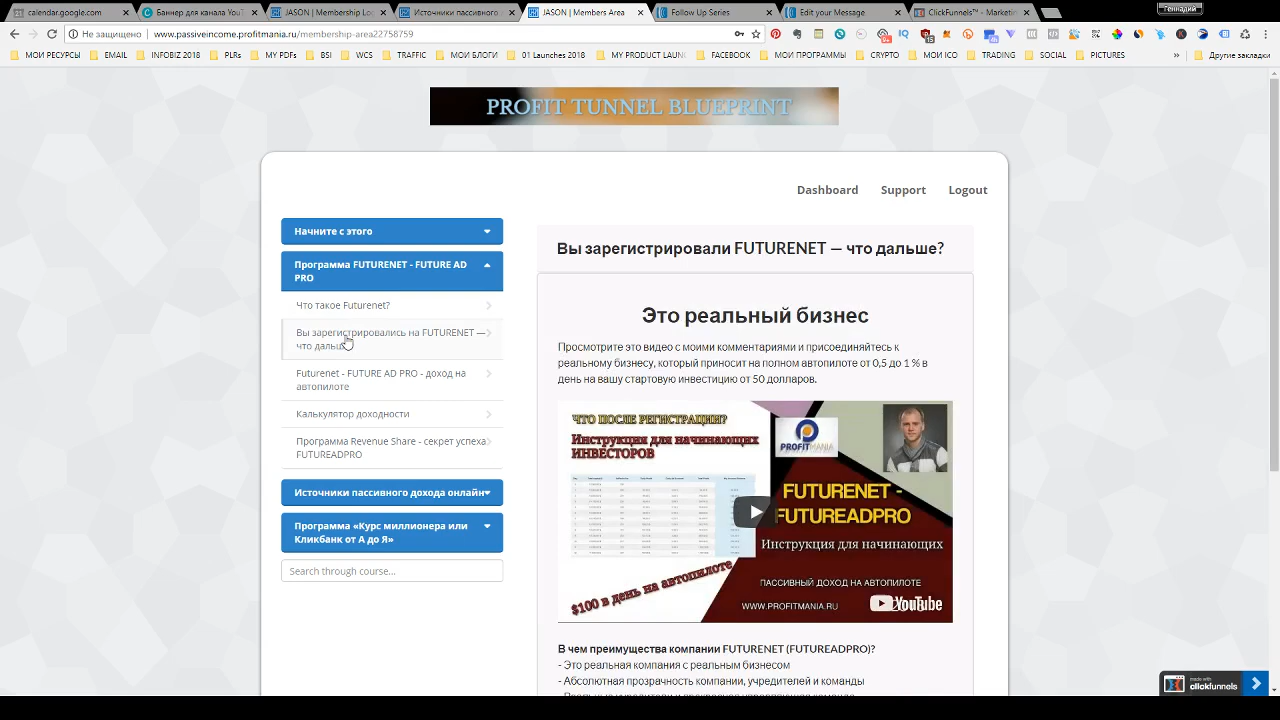 Геннадий
calendar.google.com
Баннер для канала YouT
JASON | Membership Log
Источники пассивного
JASON | Members Area
Follow Up Series
Edit your Message
ClickFunnels™ - Marketin
Не защищено
www.passiveincome.profitmania.ru/membership-area22758759
МОИ РЕСУРСЫ
EMAIL
INFOBIZ 2018
PLRs
MY PDFs
BSI
TRAFFIC
МОИ БЛОГИ
01 Launches 2018
MY PRODUCT LAUNC
FACEBOOK
МОИ ПРОГРАММЫ
CRYPTO
МОИ ICO
TRADING
SOCIAL
PICTURES
»
Другие закладки
PROFIT TUNNEL BLUEPRINT
Dashboard Support Logout
Начните с этого
Программа FUTURENET - FUTURE AD
PRO
Что такое Futurenet?
Вы зарегистрировались на FUTURENET —
что дальш
Futurenet - FUTURE AD PRO - доход на
автопилоте
Калькулятор доходности
Программа Revenue Share - секрет успеха
FUTUREADPRO
Источники пассивного дохода онлайн
Программа «Курс миллионера или
Кликбанк от А до Я»
Search through course...
Вы зарегистрировали FUTURENET — что дальше?
Это реальный бизнес
Просмотрите это видео с моими комментариями и присоединяйтесь к
реальному бизнесу, который приносит на полном автопилоте от 0,5 до 1 % в
день на вашу стартовую инвестицию от 50 долларов.
ЧТО ПОСЛЕ РЕГИСТРАЦИИ?
Инструкция для начинающих
ИНВЕСТОРОВ
PROFITMANIA
FUTURENET -
FUTUREADPRO
Инструкция для начинающих
$100 в день на автопилоте
ПАССИВНЫЙ ДОХОД НА АВТОПИЛОТЕ
WWW.PROFITMANIA.RU
YouTube
В чем преимущества компании FUTURENET (FUTUREADPRO)?
- Это реальная компания с реальным бизнесом
- Абсолютная прозрачность компании, учредителей и команды
made with
clickfunnels